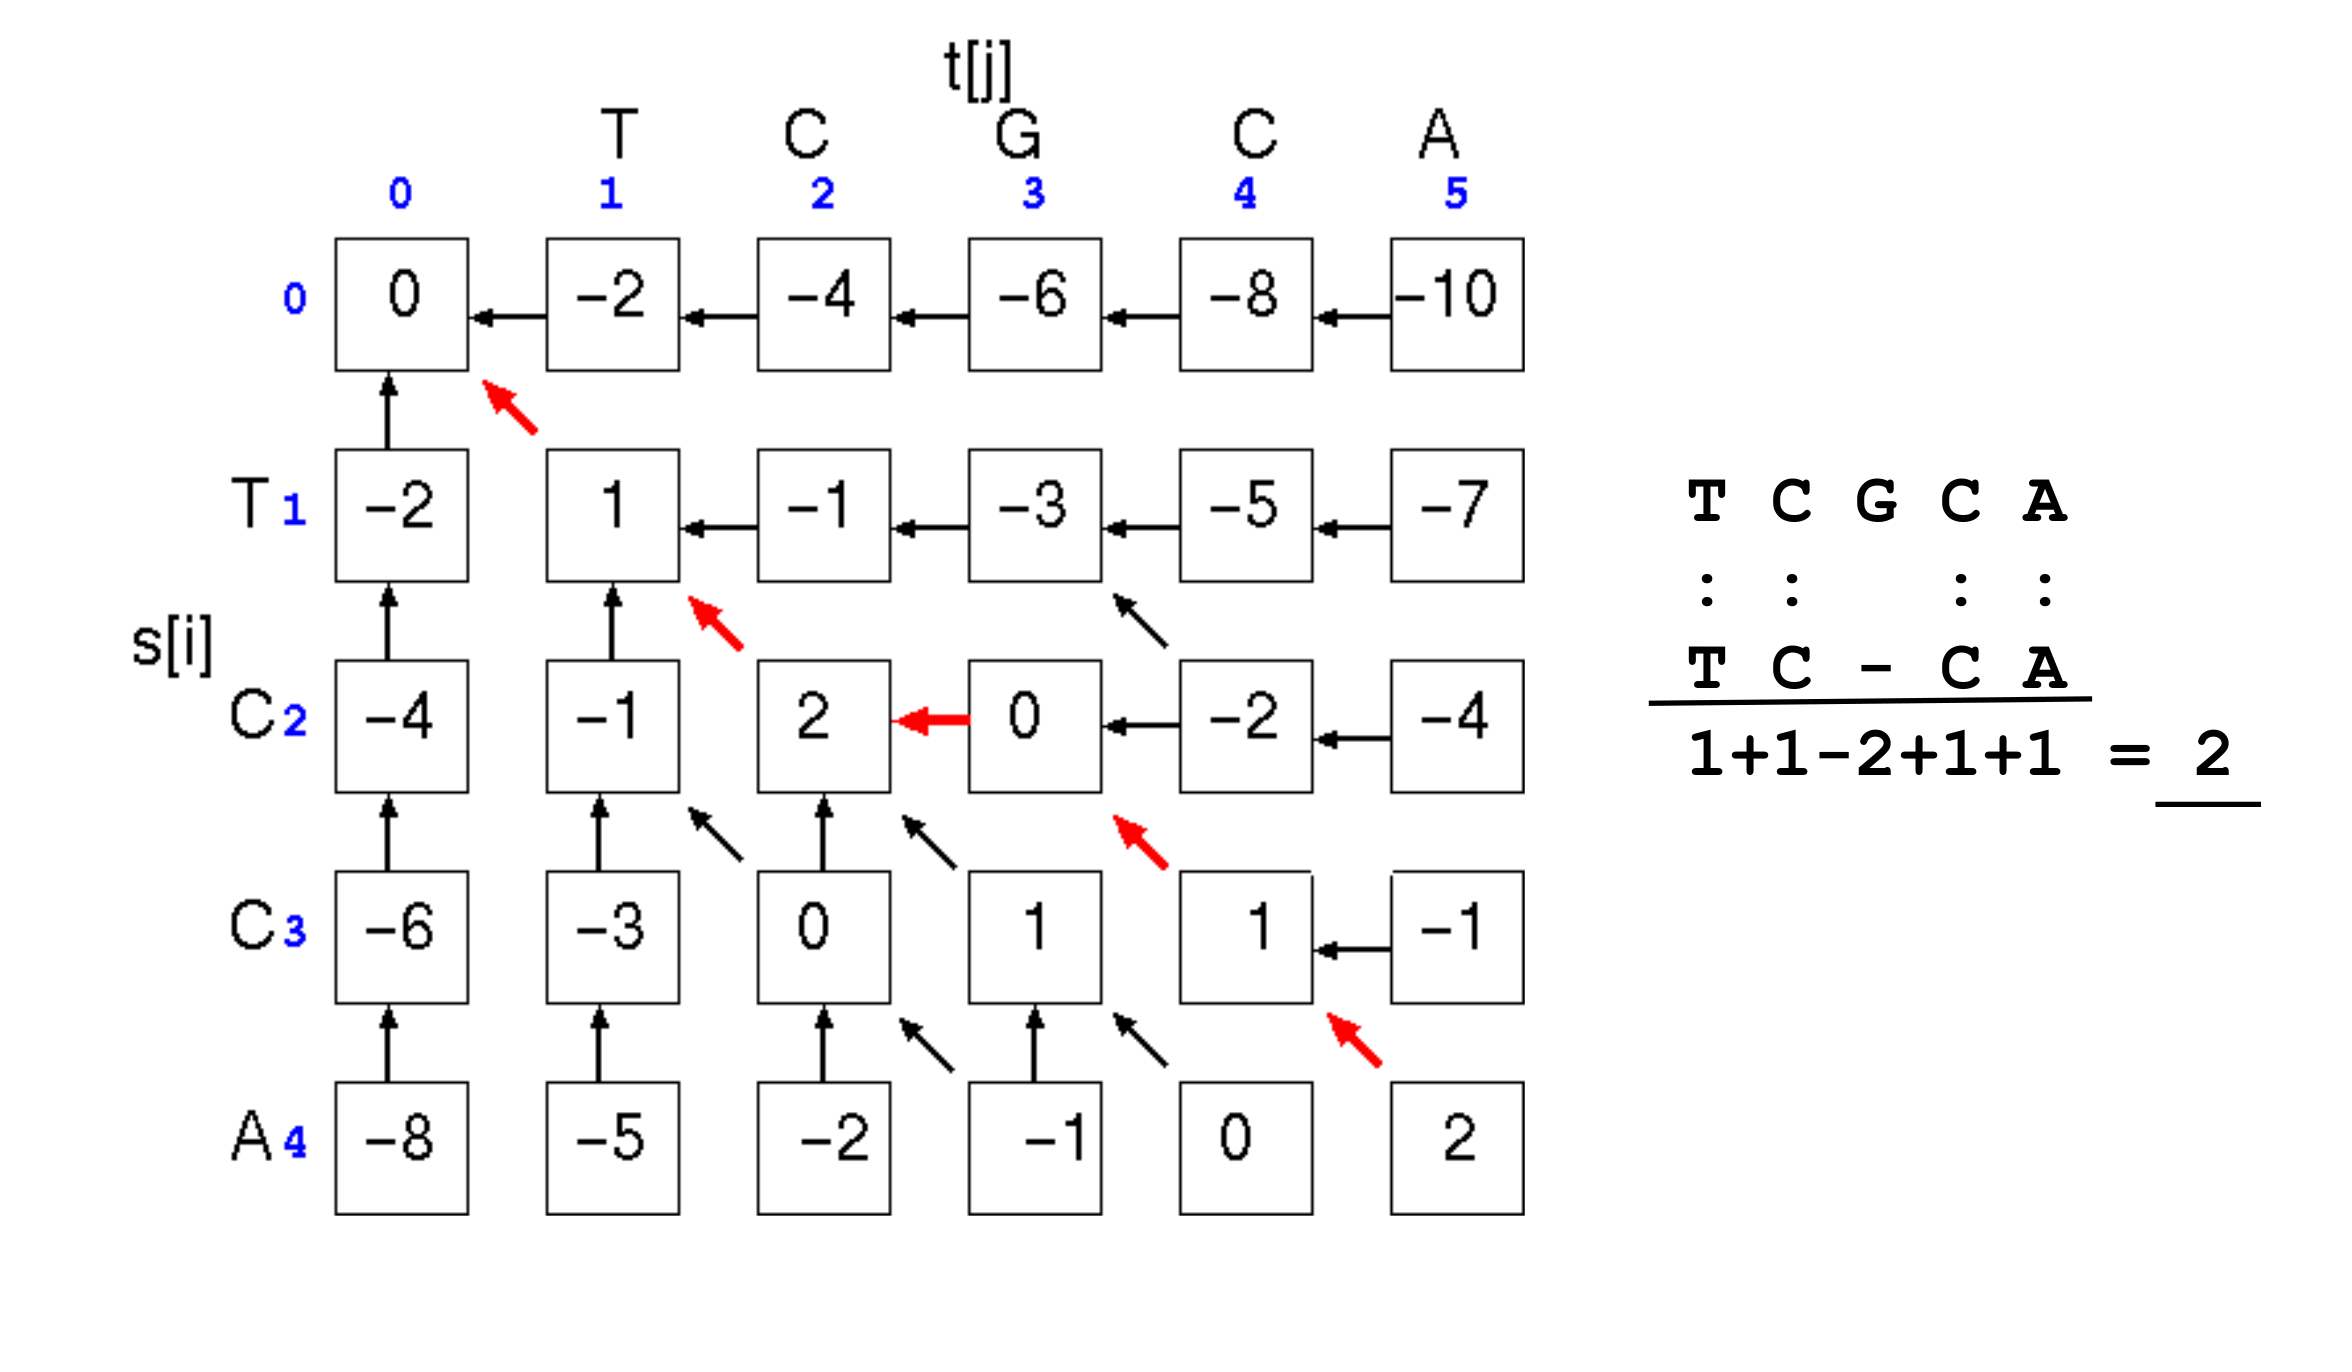 t[j]
T C G C A
0 1 2 3 4 5
0 0 −2 −4 −6 −8 −10
T 1 −2 1 −1 −3 −5 −7
s[i]
C 2 −4 −1 2 0 −2 −4
C 3 −6 −3 0 1 1 −1
A 4 −8 −5 −2 −1 0 2
T C G C A
: : : :
T C - C A
1+1-2+1+1 = 2